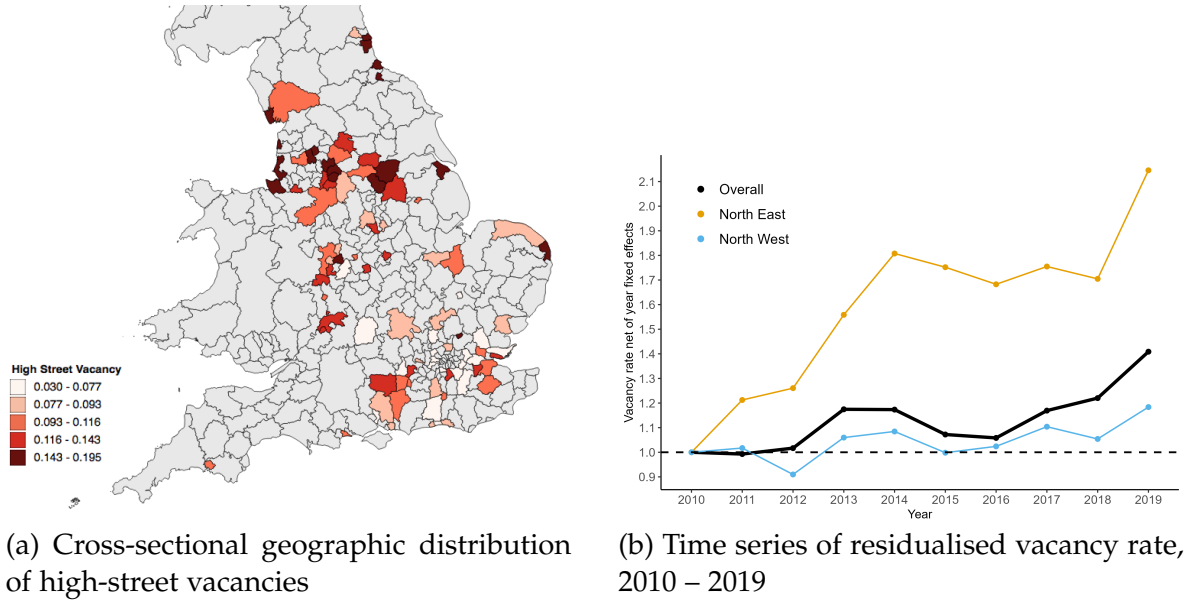 High Street Vacancy
0.030 - 0.077
0.077 - 0.093
0.093 - 0.116
0.116 - 0.143
0.143 - 0.195
(a) Cross-sectional geographic distribution
of high-street vacancies
Vacancy rate net of year fixed effects
2.1
2.0
1.9
1.8
1.7
1.6
1.5
1.4
1.3
1.2
1.1
1.0
0.9
Overall
North East
North West
2010 2011 2012 2013 2014 2015 2016 2017 2018 2019
Year
(b) Time series of residualised vacancy rate,
2010 – 2019